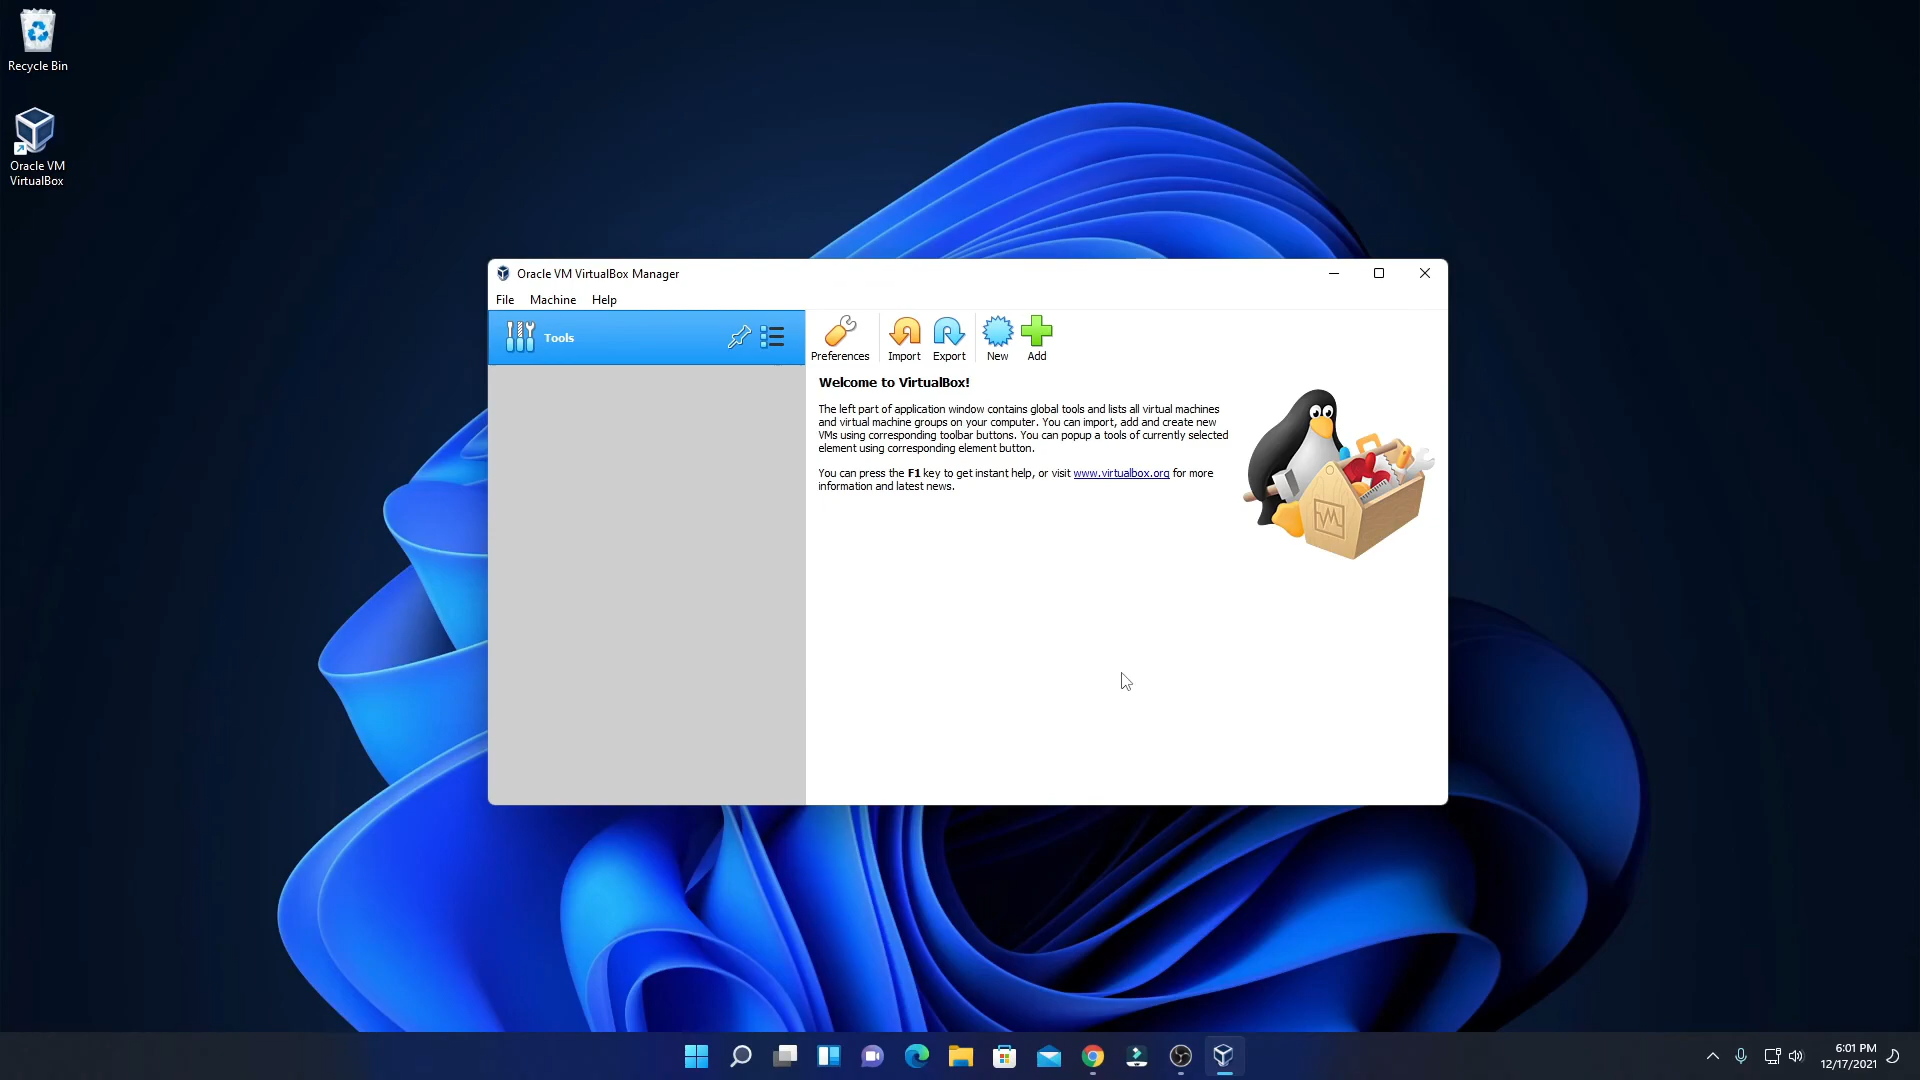 Recycle Bin
Oracle VM
VirtualBox
Oracle VM VirtualBox Manager
File Machine Help
Tools
Preferences Import Export New Add
Welcome to VirtualBox!
The left part of application window contains global tools and lists all virtual machines
and virtual machine groups on your computer. You can import, add and create new
VMs using corresponding toolbar buttons. You can popup a tools of currently selected
element using corresponding element button.
You can press the F1 key to get instant help, or visit www.virtualbox.org for more
information and latest news.
6:01 PM
12/17/2021